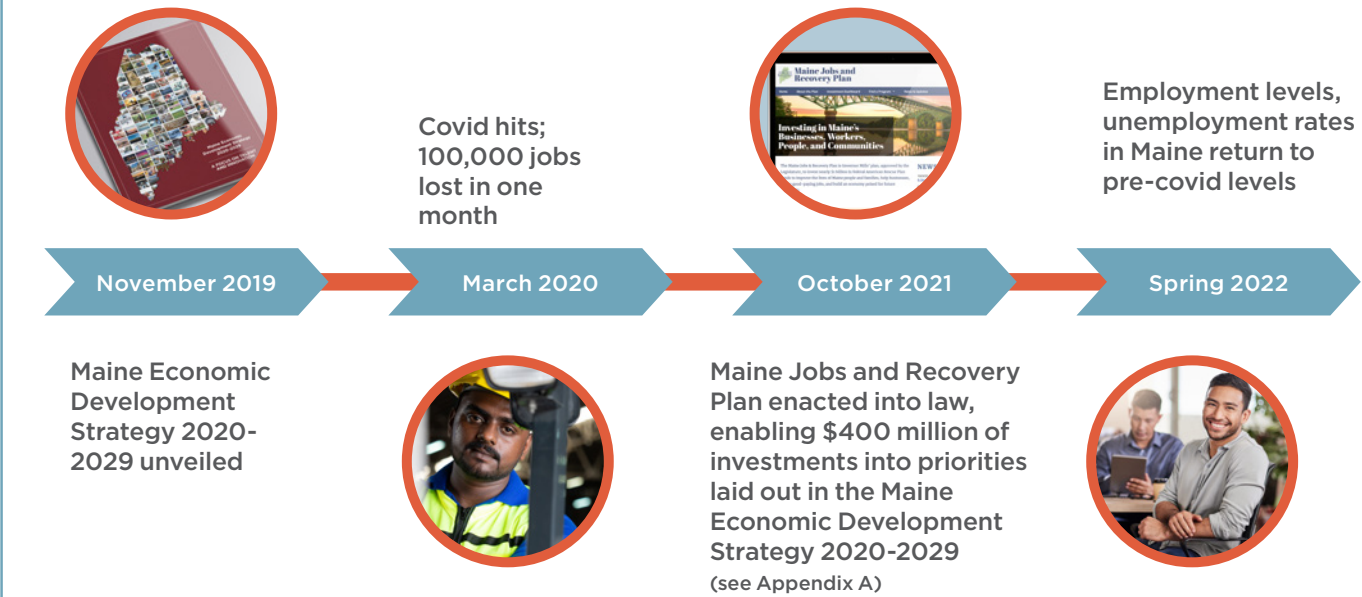 Maine Jobs and
Recovery Plan
Investing in Maine's
Businesses, Workers,
People, and Communities
Covid hits;
100,000 jobs
lost in one
month
Employment levels,
unemployment rates
in Maine return to
pre-covid levels
November 2019
March 2020
October 2021
Spring 2022
Maine Economic
Development
Strategy 2020-
2029 unveiled
Maine Jobs and Recovery
Plan enacted into law,
enabling $400 million of
investments into priorities
laid out in the Maine
Economic Development
Strategy 2020-2029
(see Appendix A)